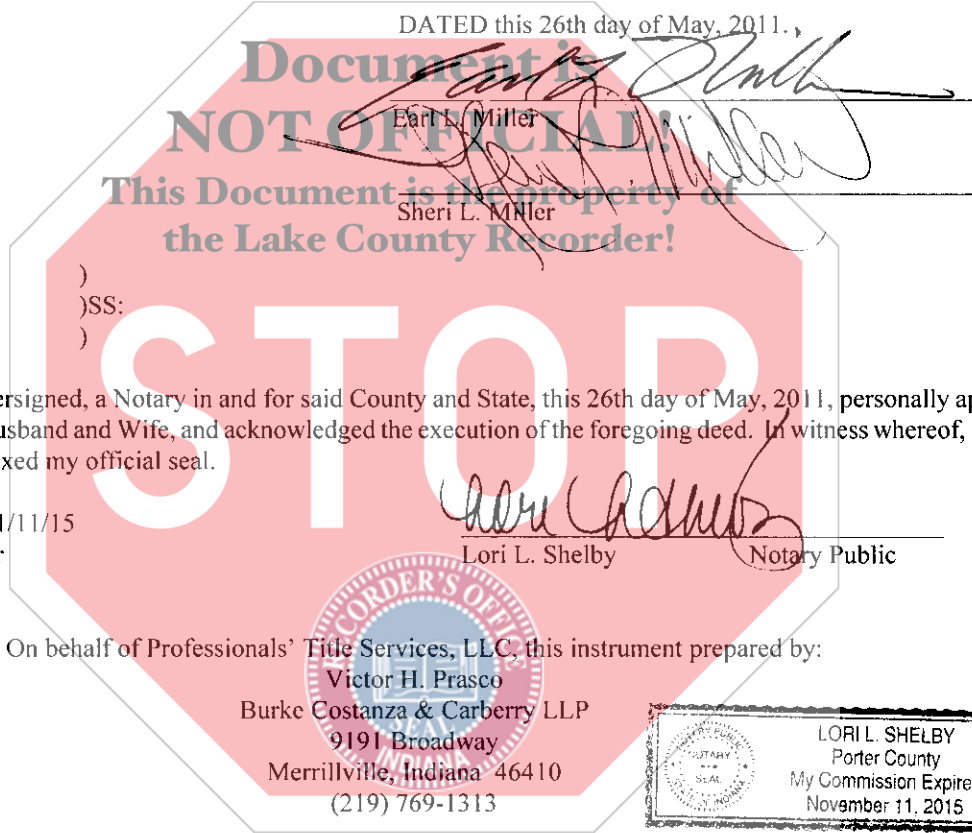 DATED this 26th day of May, 2011.
Document is
NOT OFFICIAL!
This Document is the property of
the Lake County Recorder!
Earl L. Miller
Sheri L. Miller
)
)SS:
)
STOP
ersigned, a Notary in and for said County and State, this 26th day of May, 2011, personally ap
usband and Wife, and acknowledged the execution of the foregoing deed. In witness whereof,
xed my official seal.
1/11/15
Lori L. Shelby Notary Public
RECORDER'S OFFICE
SEAL
INDIANA
On behalf of Professionals' Title Services, LLC, this instrument prepared by:
Victor H. Prasco
Burke Costanza & Carberry LLP
9191 Broadway
Merrillville, Indiana 46410
(219) 769-1313
NOTARY PUBLIC
NOTARY
SEAL
INDIANA
LORI L. SHELBY
Porter County
My Commission Expire
November 11, 2015